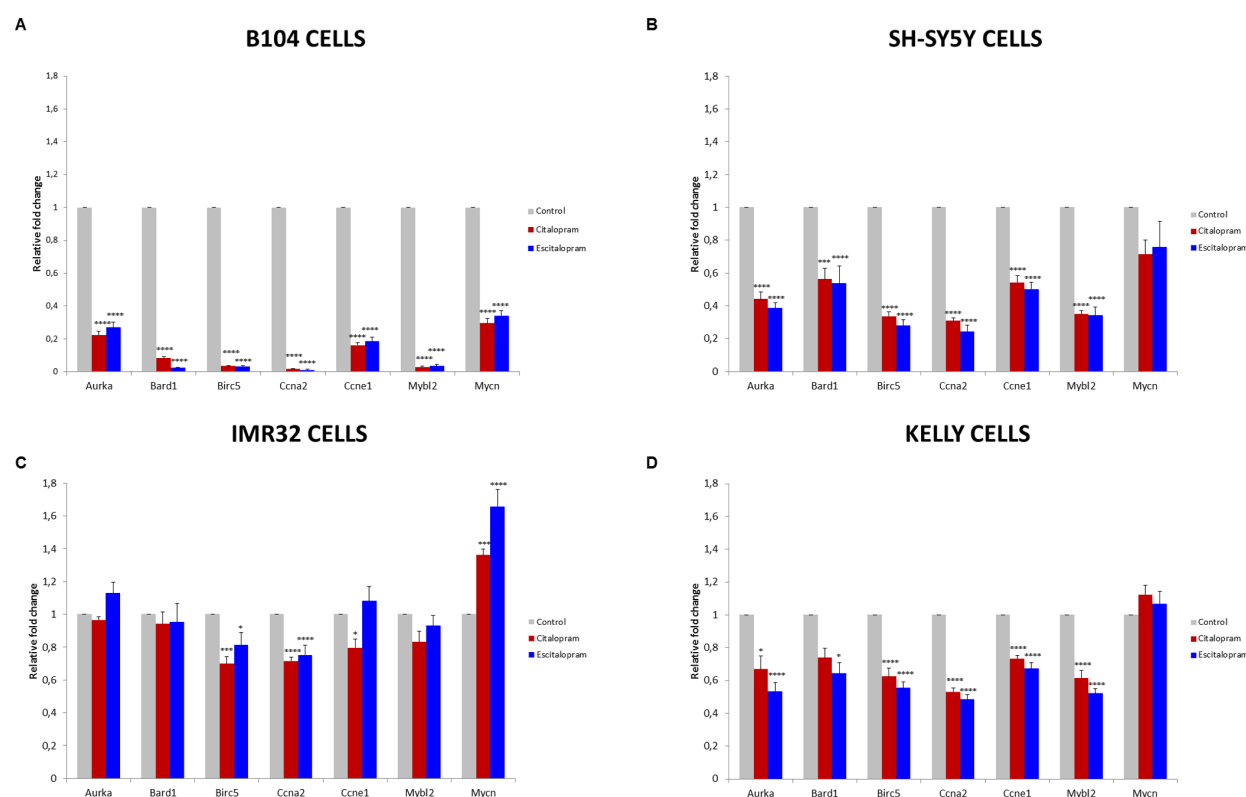 A
B104 CELLS
1,8
1,6
1,4
1,2
1
0,8
0,6
0,4
0,2
0
Relative fold change
**** ****
**** ****
**** ****
**** ****
**** ****
**** ****
**** ****
Aurka Bard1 Birc5 Ccna2 Ccne1 Mybl2 Mycn
Control
Citalopram
Escitalopram
B
SH-SY5Y CELLS
1,8
1,6
1,4
1,2
1
0,8
0,6
0,4
0,2
0
Relative fold change
**** ****
*** ****
**** ****
**** ****
**** ****
**** ****
Aurka Bard1 Birc5 Ccna2 Ccne1 Mybl2 Mycn
Control
Citalopram
Escitalopram
C
IMR32 CELLS
1,8
1,6
1,4
1,2
1
0,8
0,6
0,4
0,2
0
Relative fold change
*** *
**** ****
*
*** ****
Aurka Bard1 Birc5 Ccna2 Ccne1 Mybl2 Mycn
Control
Citalopram
Escitalopram
D
KELLY CELLS
1,8
1,6
1,4
1,2
1
0,8
0,6
0,4
0,2
0
Relative fold change
* ****
*
**** ****
**** ****
**** ****
**** ****
Aurka Bard1 Birc5 Ccna2 Ccne1 Mybl2 Mycn
Control
Citalopram
Escitalopram